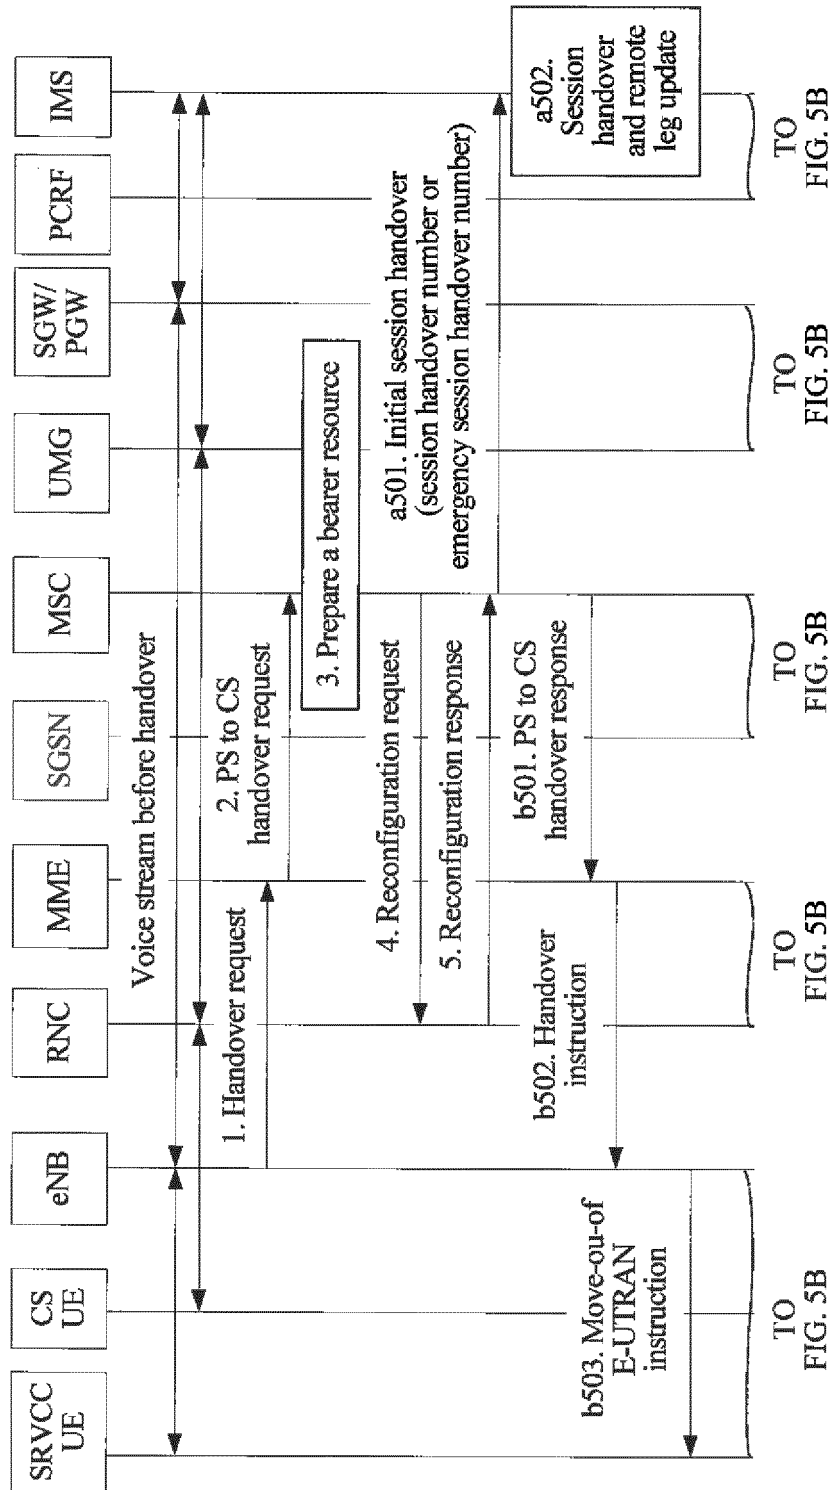 SRVCC
UE
CS
UE
eNB
RNC
MME
SGSN
MSC
UMG
SGW/
PGW
PCRF
IMS
Voice stream before handover
1. Handover request
2. PS to CS
handover request
3. Prepare a bearer resource
4. Reconfiguration request
5. Reconfiguration response
a501. Initial session handover
(session handover number or
emergency session handover number)
a502.
Session
handover
and remote
leg update
b501. PS to CS
handover response
b502. Handover
instruction
b503. Move-ou-of
E-UTRAN
instruction
TO
FIG. 5B
TO
FIG. 5B
TO
FIG. 5B
TO
FIG. 5B
TO
FIG. 5B